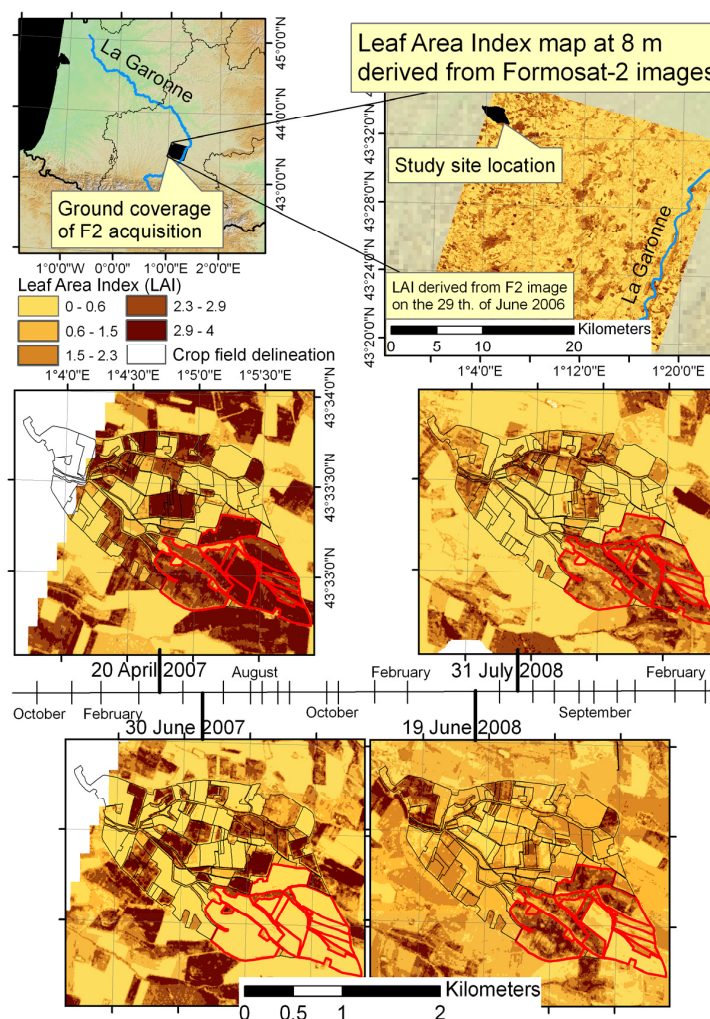 La Garonne
45°0'0"N
44°0'0"N
43°0'0"N
Ground coverage
of F2 acquisition
1°0'0"W 0°0'0" 1°0'0"E 2°0'0"E
Leaf Area Index map at 8 m
derived from Formosat-2 images
43°32'0"N
43°28'0"N
43°24'0"N
43°20'0"N
Study site location
La Garonne
LAI derived from F2 image
on the 29 th. of June 2006
Kilometers
0 5 10 20
1°4'0"E 1°12'0"E 1°20'0"E
Leaf Area Index (LAI)
0 - 0.6
0.6 - 1.5
1.5 - 2.3
2.3 - 2.9
2.9 - 4
Crop field delineation
1°4'0"E 1°4'30"E 1°5'0"E 1°5'30"E
43°34'0"N
43°33'30"N
43°33'0"N
20 April 2007
August
February
31 July 2008
February
October
February
30 June 2007
October
19 June 2008
September
Kilometers
0 0.5 1 2